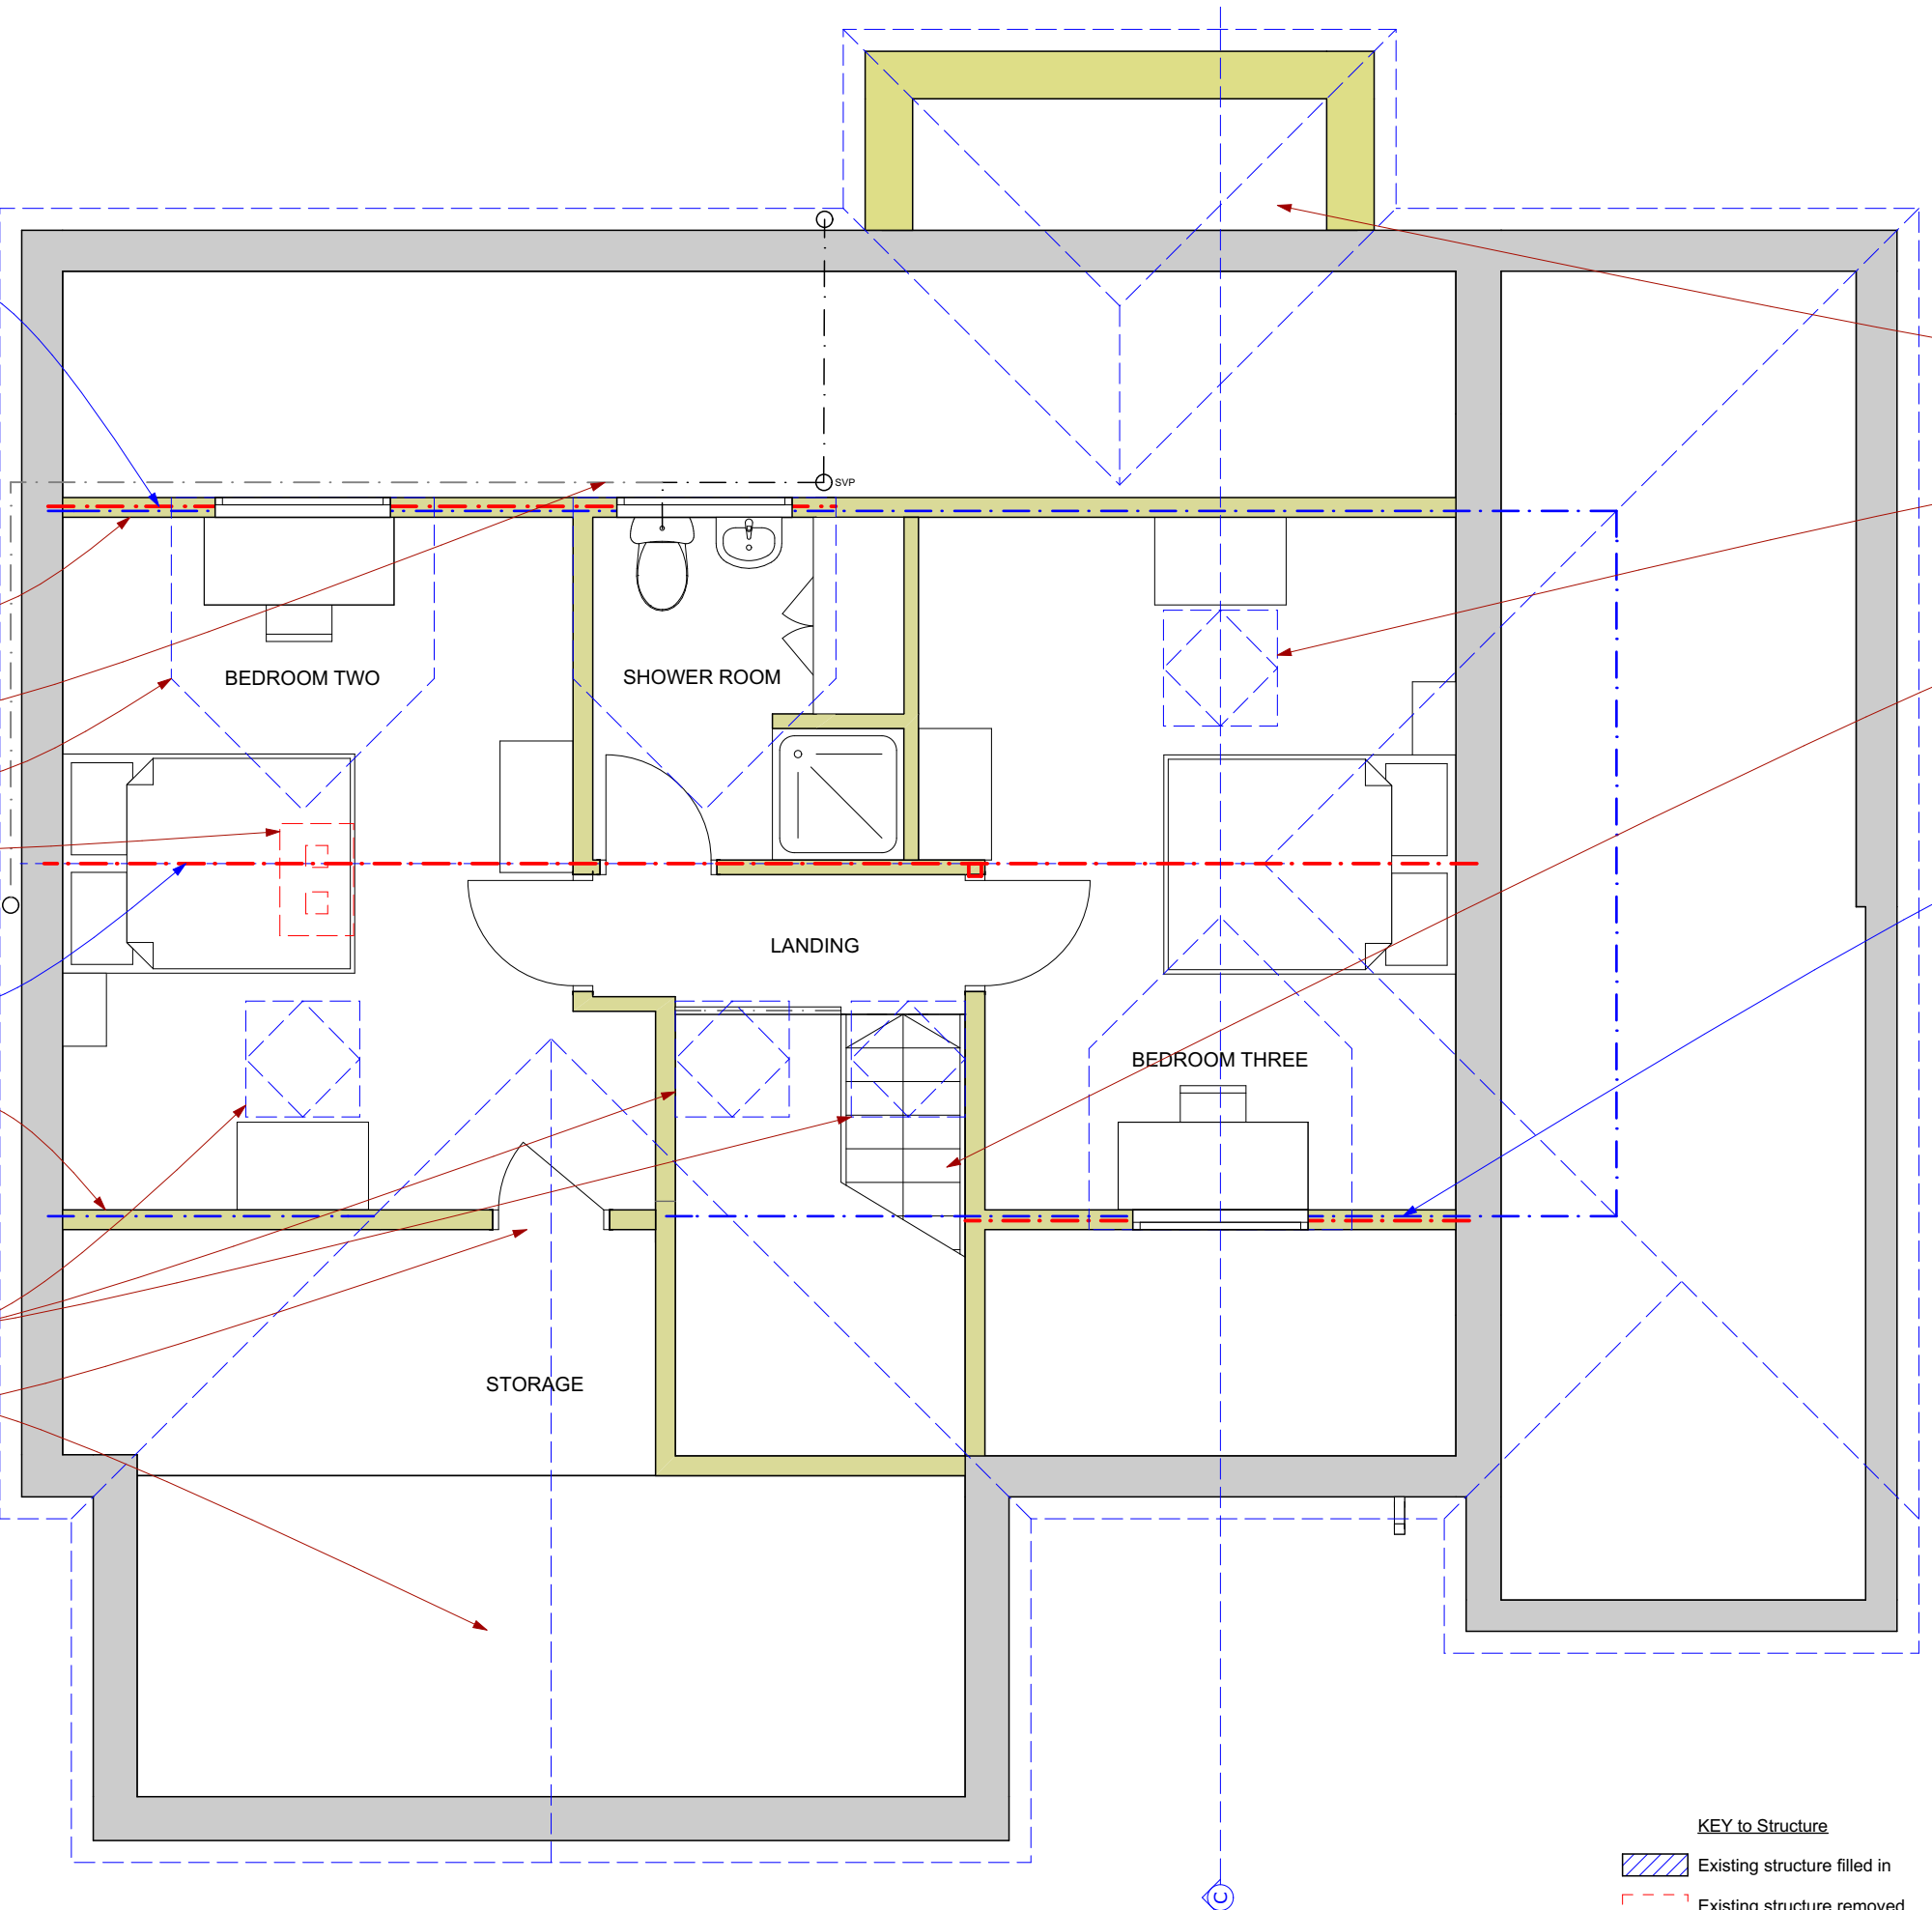 SVP
BEDROOM TWO
SHOWER ROOM
LANDING
BEDROOM THREE
STORAGE
KEY to Structure
Existing structure filled in
Existing structure removed
C